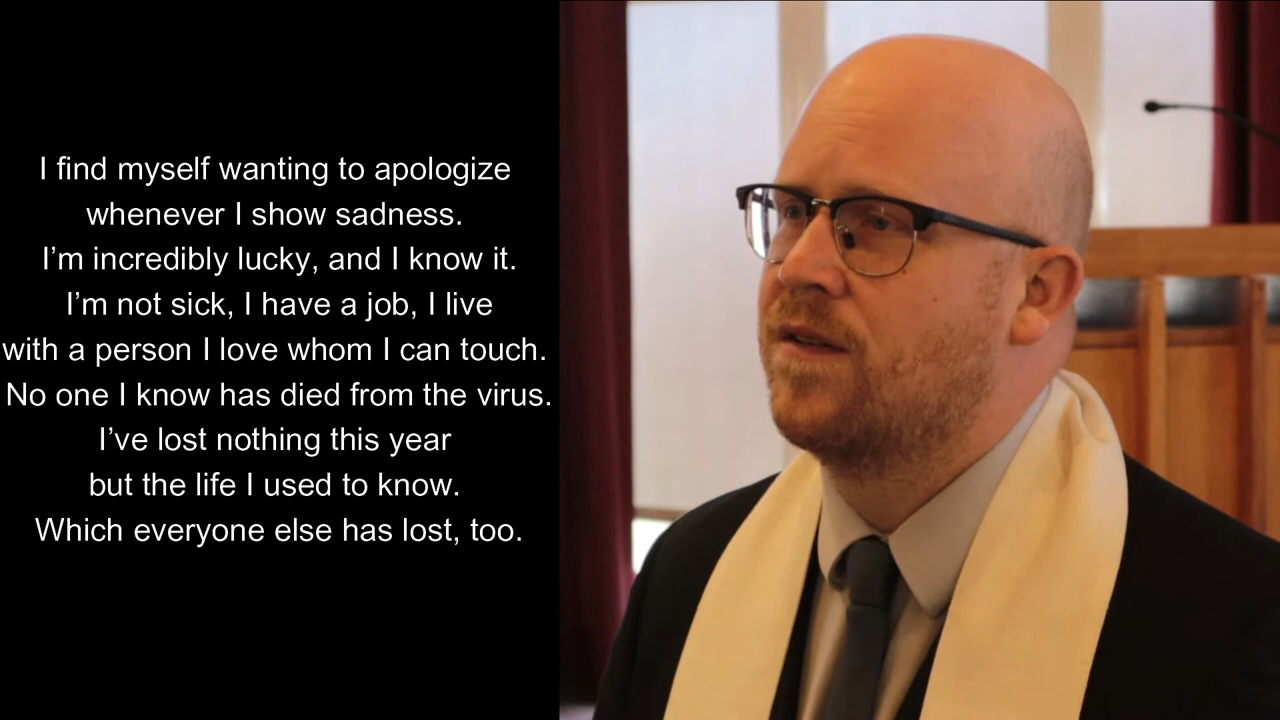 I find myself wanting to apologize
whenever I show sadness.
I’m incredibly lucky, and I know it.
I’m not sick, I have a job, I live
with a person I love whom I can touch.
No one I know has died from the virus.
I’ve lost nothing this year
but the life I used to know.
Which everyone else has lost, too.